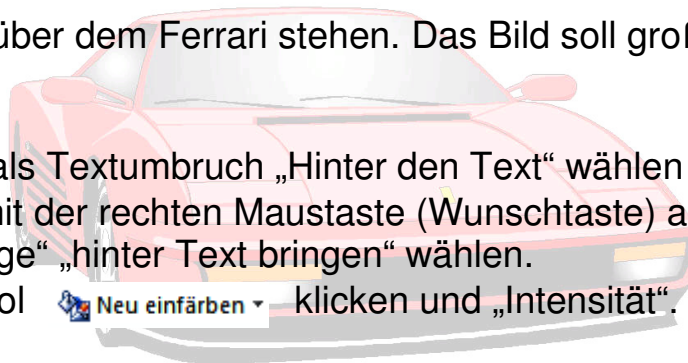 über dem Ferrari stehen. Das Bild soll groß
als Textumbruch „Hinter den Text“ wählen
mit der rechten Maustaste (Wunschtaste) a
ge“ „hinter Text bringen“ wählen.
ol Neu einfärben klicken und „Intensität“.